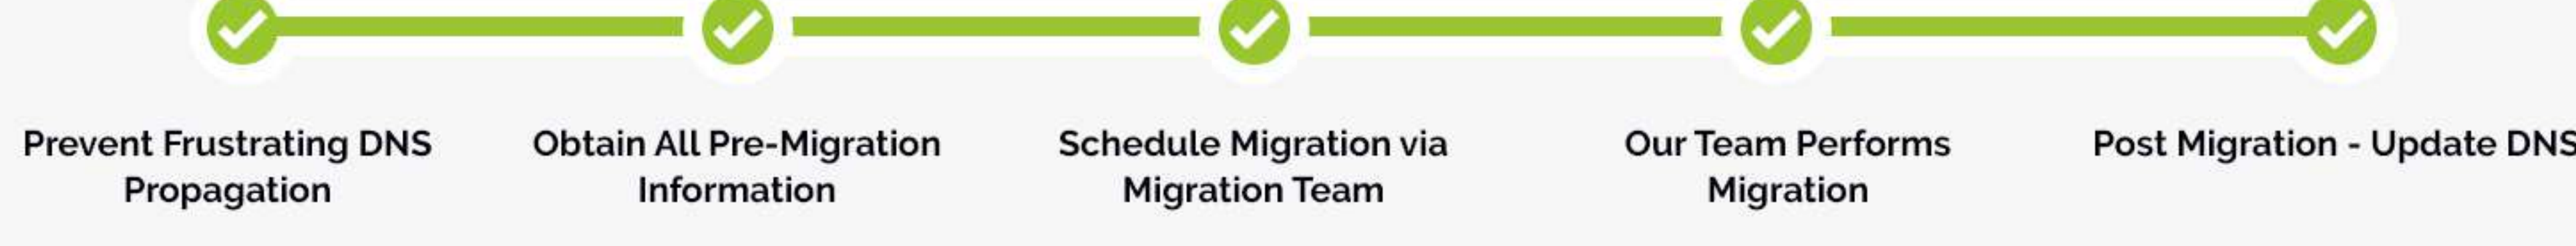 Prevent Frustrating DNS
Propagation
Obtain All Pre-Migration
Information
Schedule Migration via
Migration Team
Our Team Performs
Migration
Post Migration - Update DNS